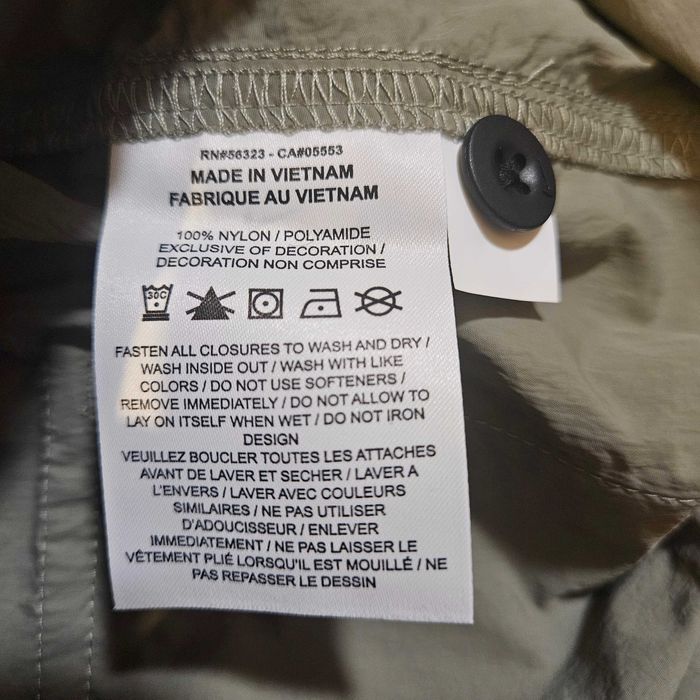 RN#56323 - CA#05553
MADE IN VIETNAM
FABRIQUE AU VIETNAM
100% NYLON / POLYAMIDE
EXCLUSIVE OF DECORATION /
DECORATION NON COMPRISE
30C
FASTEN ALL CLOSURES TO WASH AND DRY /
WASH INSIDE OUT / WASH WITH LIKE
COLORS / DO NOT USE SOFTENERS /
REMOVE IMMEDIATELY / DO NOT ALLOW TO
LAY ON ITSELF WHEN WET / DO NOT IRON
DESIGN
VEUILLEZ BOUCLER TOUTES LES ATTACHES
AVANT DE LAVER ET SECHER / LAVER A
L'ENVERS / LAVER AVEC COULEURS
SIMILAIRES / NE PAS UTILISER
D'ADOUCISSEUR / ENLEVER
IMMEDIATEMENT / NE PAS LAISSER LE
VÊTEMENT PLIÉ LORSQU'IL EST MOUILLÉ / NE
PAS REPASSER LE DESSIN